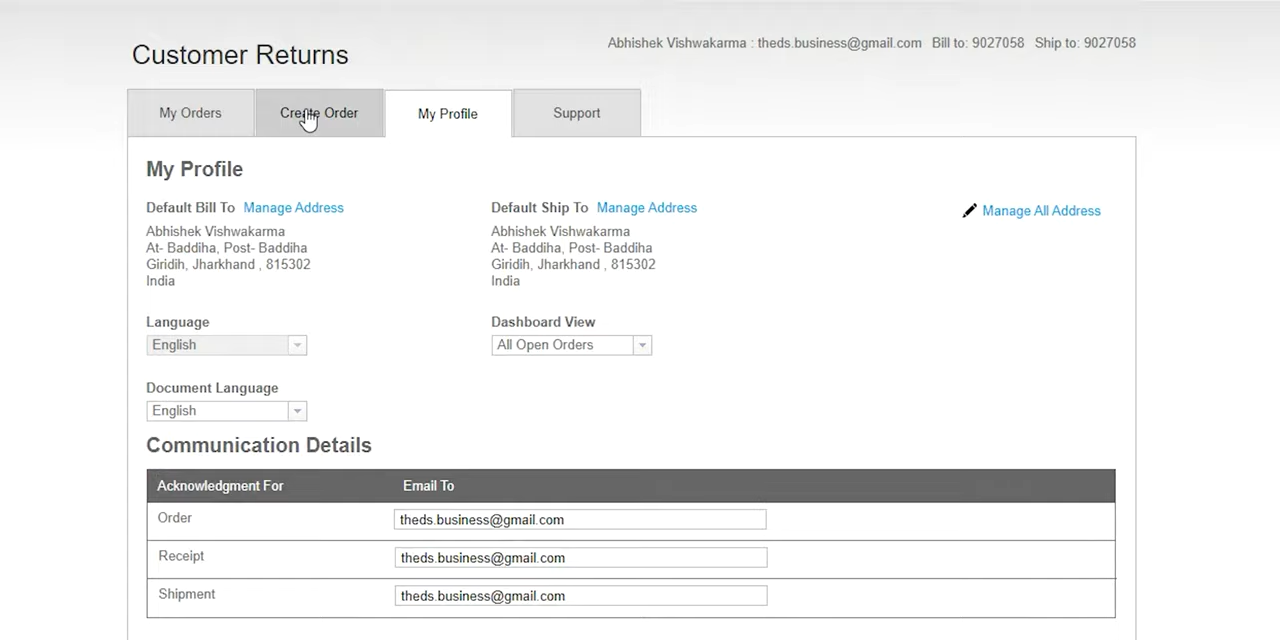 Customer Returns
Abhishek Vishwakarma : theds.business@gmail.com Bill to: 9027058 Ship to: 9027058
My Orders
Create Order
My Profile
Support
My Profile
Default Bill To Manage Address
Abhishek Vishwakarma
At- Baddiha, Post- Baddiha
Giridih, Jharkhand , 815302
India
Default Ship To Manage Address
Abhishek Vishwakarma
At- Baddiha, Post- Baddiha
Giridih, Jharkhand , 815302
India
Manage All Address
Language
English
Dashboard View
All Open Orders
Document Language
English
Communication Details
Acknowledgment For Email To
Order theds.business@gmail.com
Receipt theds.business@gmail.com
Shipment theds.business@gmail.com